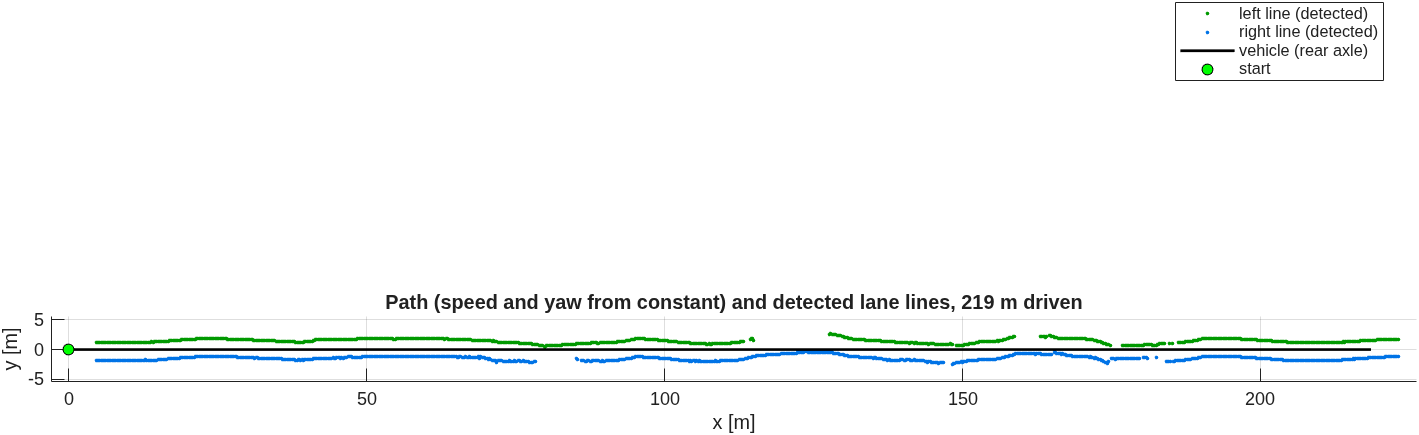 left line (detected)
right line (detected)
vehicle (rear axle)
start
Path (speed and yaw from constant) and detected lane lines, 219 m driven
5
0
-5
y [m]
0 50 100 150 200
x [m]